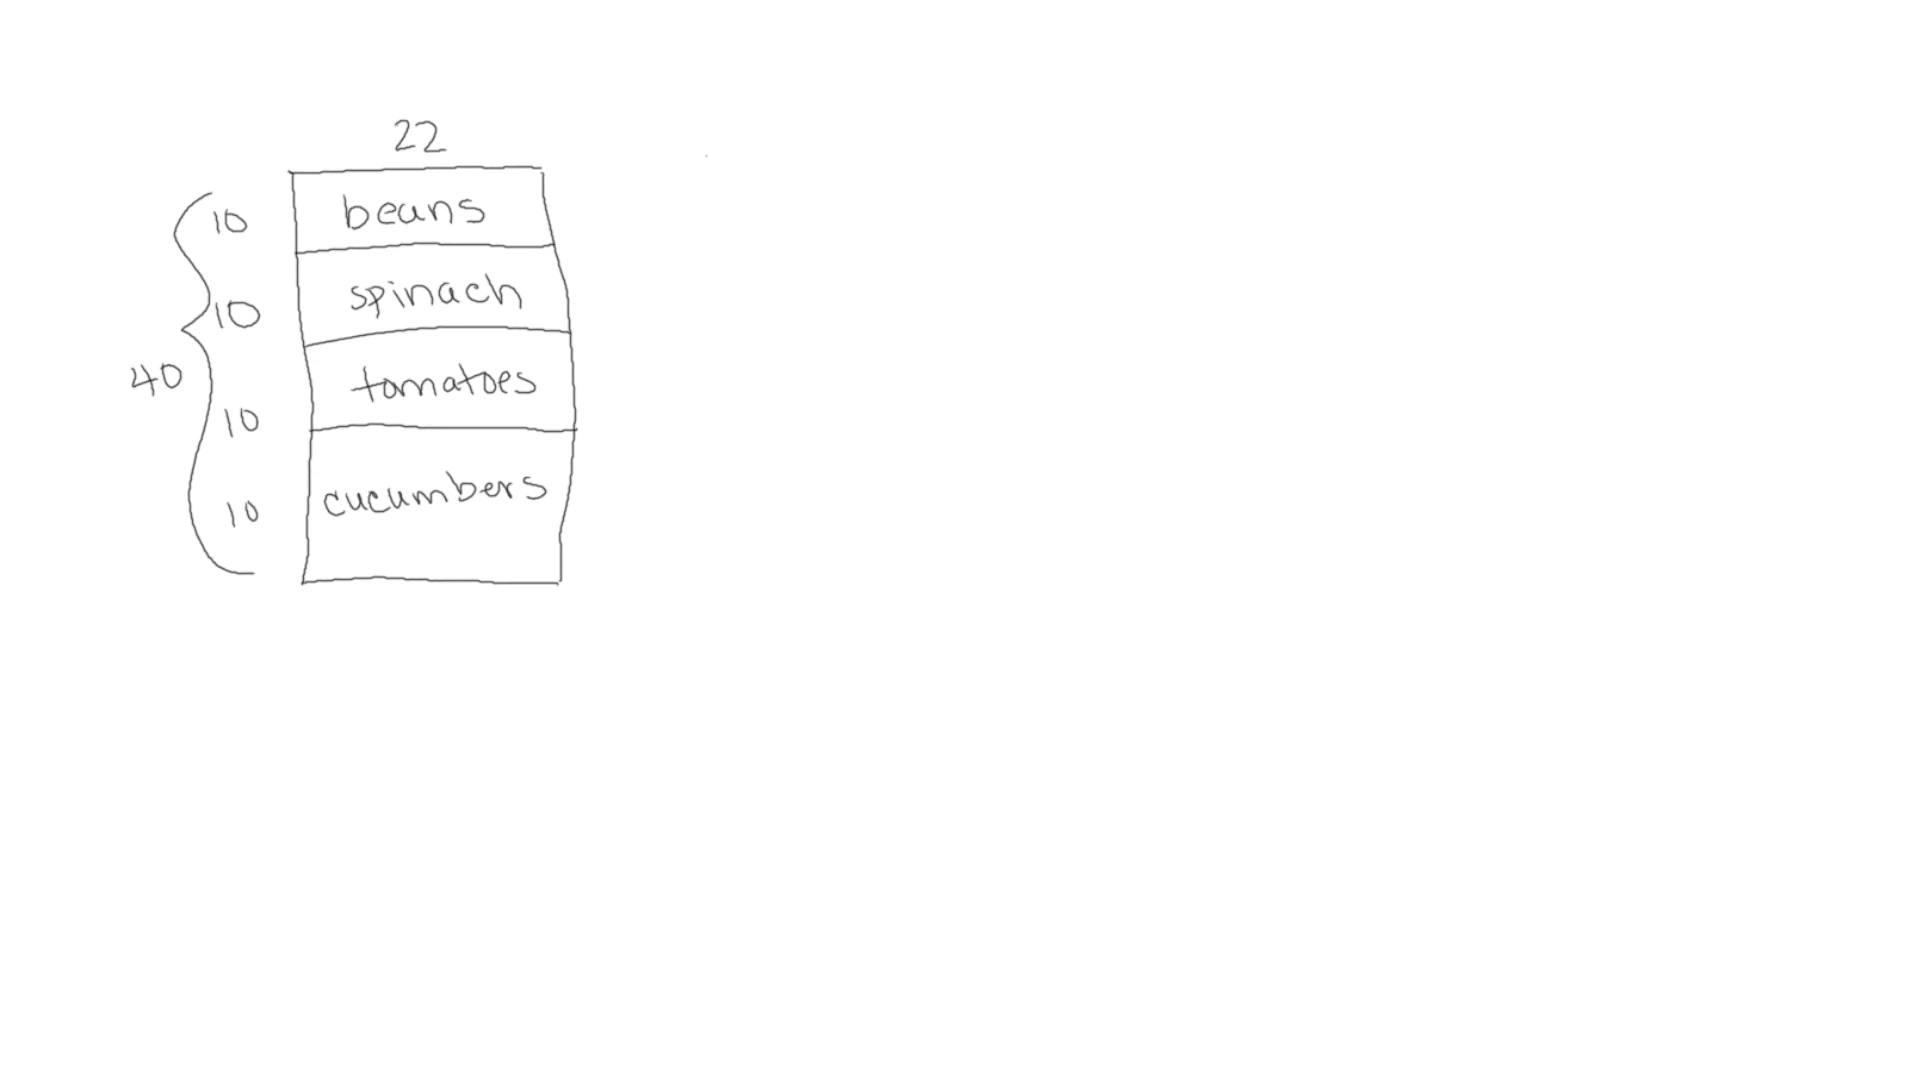 22
10 beans
10 spinach
40
10 tomatoes
10 cucumbers